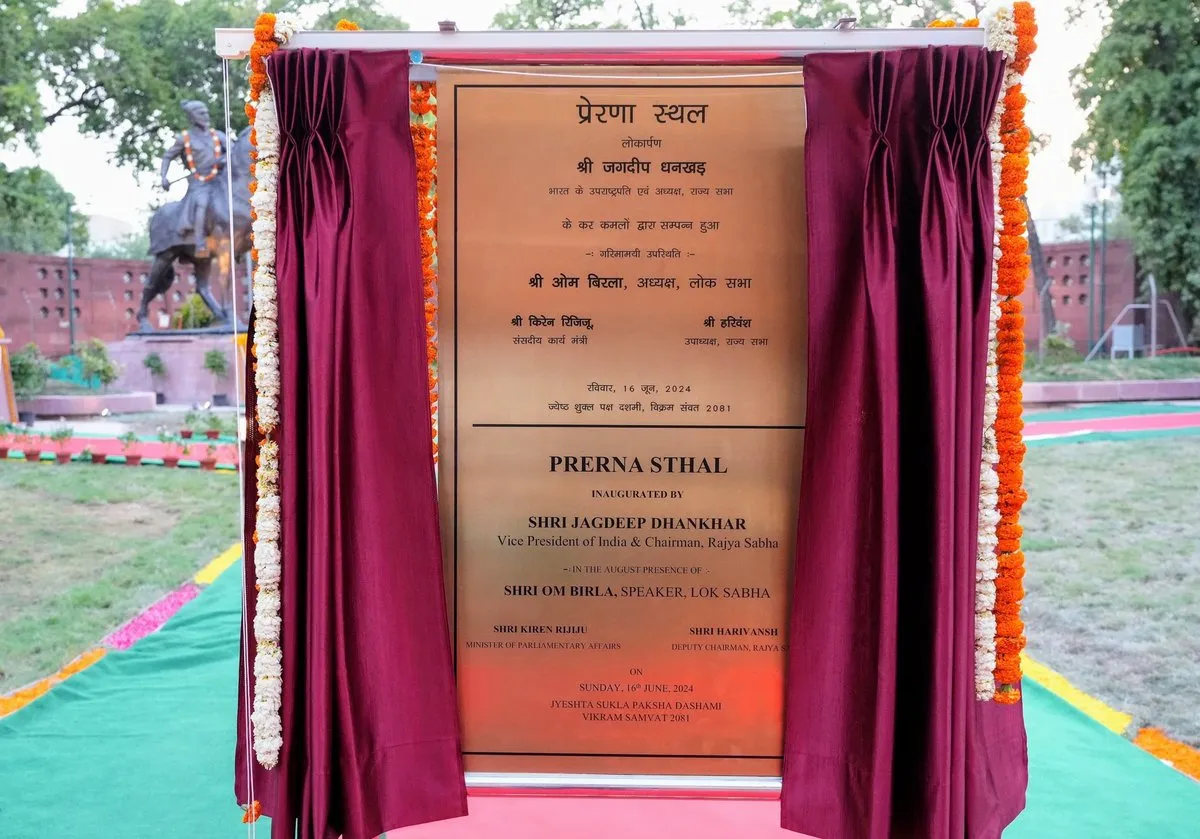 प्रेरणा स्थल
लोकार्पण
श्री जगदीप धनखड़
भारत के उपराष्ट्रपति एवं अध्यक्ष, राज्य सभा
के कर कमलों द्वारा सम्पन्न हुआ
-: गरिमामयी उपस्थिति :-
श्री ओम बिरला, अध्यक्ष, लोक सभा
श्री किरेन रिजिजू, श्री हरिवंश
संसदीय कार्य मंत्री उपाध्यक्ष, राज्य सभा
रविवार, 16 जून, 2024
ज्येष्ठ शुक्ल पक्ष दशमी, विक्रम संवत 2081
PRERNA STHAL
INAUGURATED BY
SHRI JAGDEEP DHANKHAR
Vice President of India & Chairman, Rajya Sabha
-: IN THE AUGUST PRESENCE OF :-
SHRI OM BIRLA, SPEAKER, LOK SABHA
SHRI KIREN RIJIJU SHRI HARIVANSH
MINISTER OF PARLIAMENTARY AFFAIRS DEPUTY CHAIRMAN, RAJYA
ON
SUNDAY, 16th JUNE, 2024
JYESHTA SUKLA PAKSHA DASHAMI
VIKRAM SAMVAT 2081